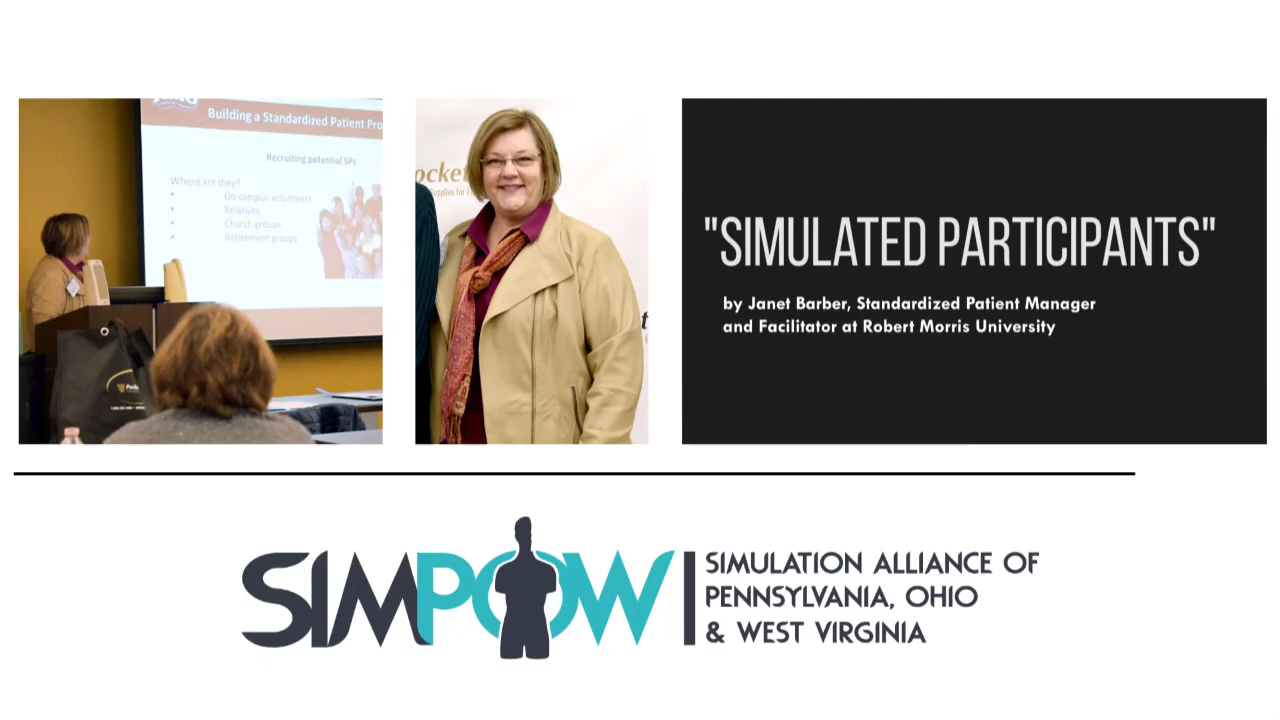 Building a Standardized Patient Pro
Recruiting potential SPs
Where are they?
On-campus volunteers
Relatives
Church groups
Retirement groups
ocket
"SIMULATED PARTICIPANTS"
by Janet Barber, Standardized Patient Manager
and Facilitator at Robert Morris University
SIMPOW
SIMULATION ALLIANCE OF
PENNSYLVANIA, OHIO
& WEST VIRGINIA